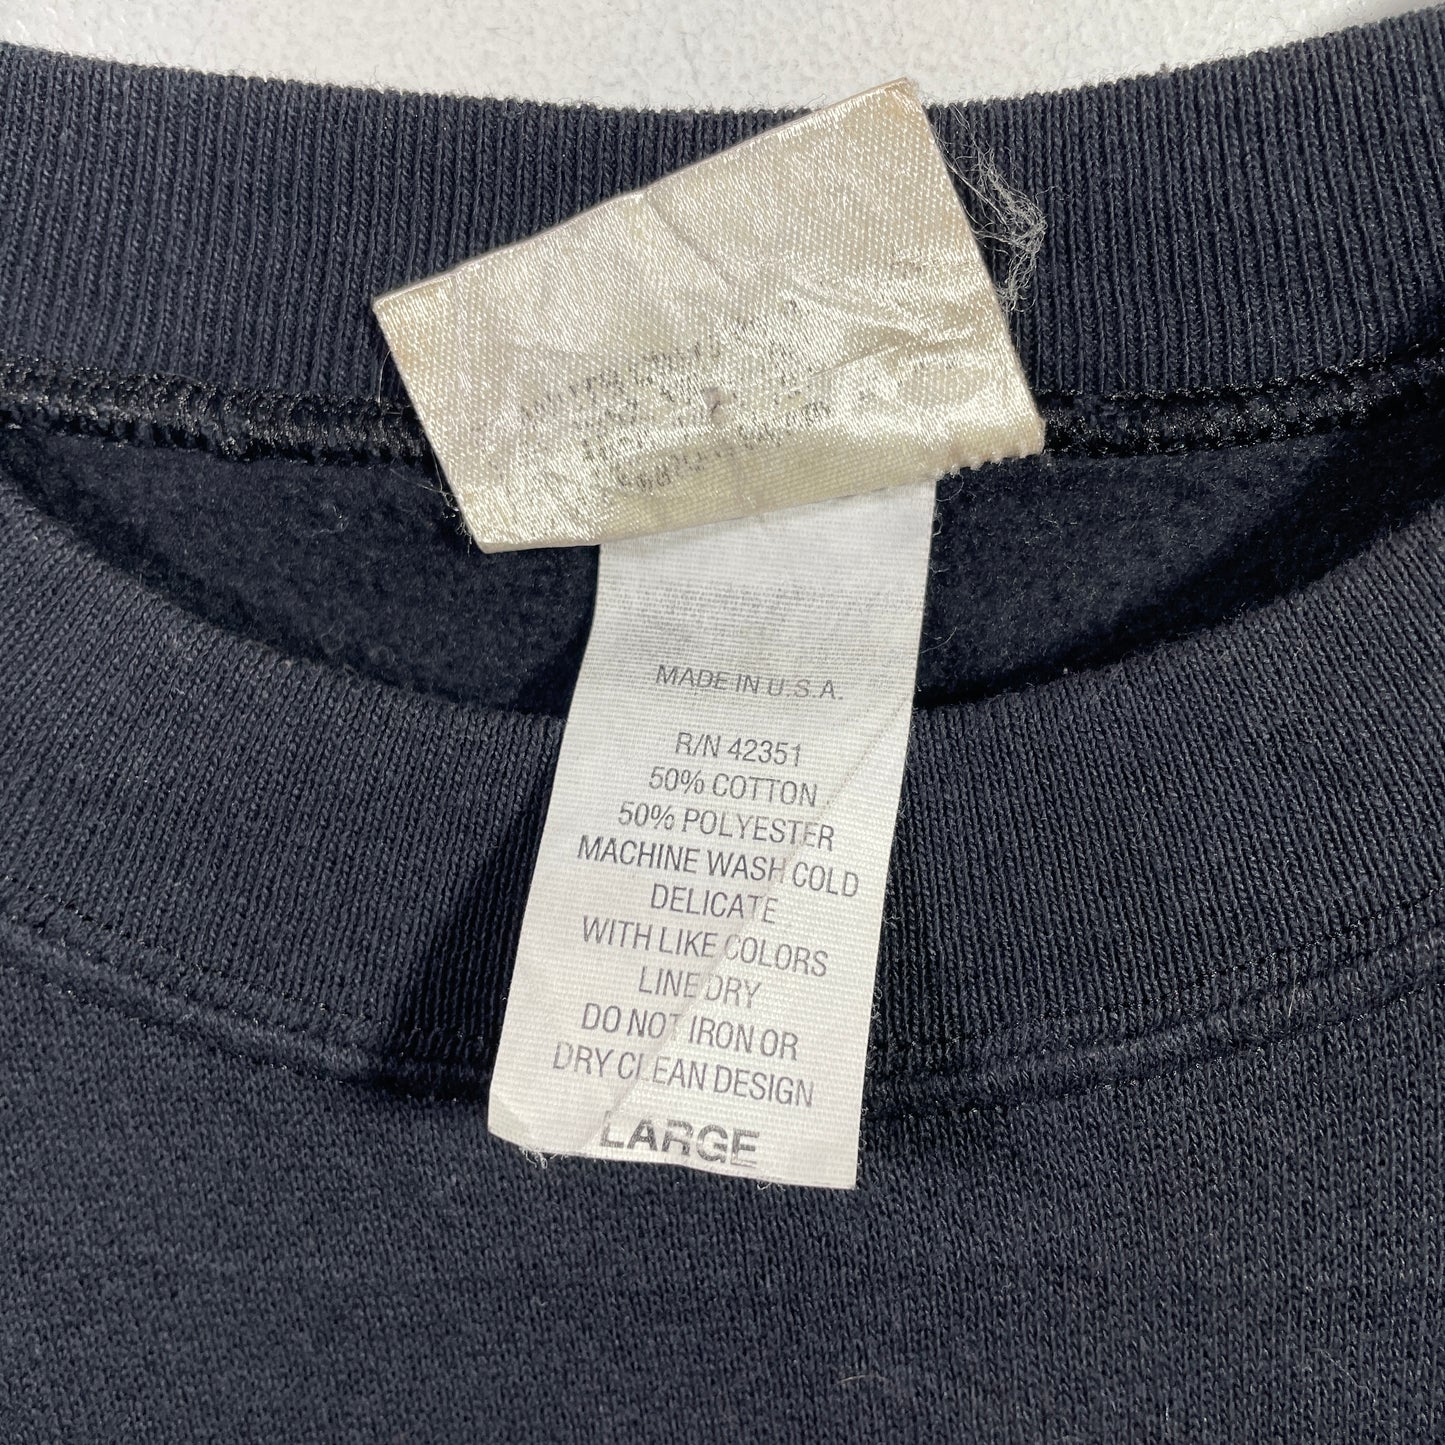 MADE IN U.S.A.
R/N 42351
50% COTTON
50% POLYESTER
MACHINE WASH COLD
DELICATE
WITH LIKE COLORS
LINE DRY
DO NOT IRON OR
DRY CLEAN DESIGN
LARGE